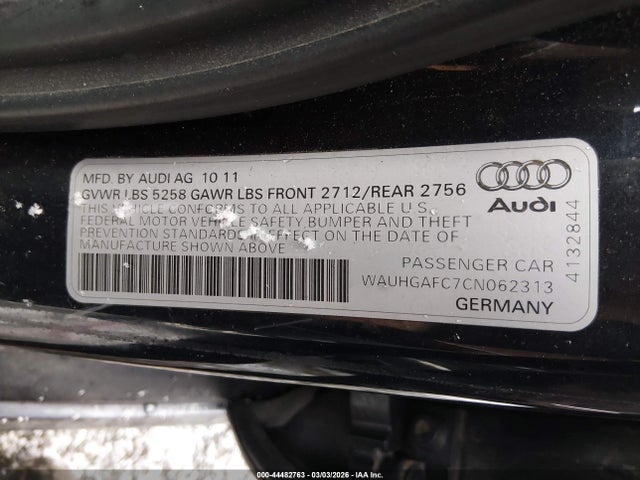 MFD. BY AUDI AG 10 11
GVWR LBS 5258 GAWR LBS FRONT 2712/REAR 2756
THIS VEHICLE CONFORMS TO ALL APPLICABLE U.S.
FEDERAL MOTOR VEHICLE SAFETY, BUMPER AND THEFT
PREVENTION STANDARDS IN EFFECT ON THE DATE OF
MANUFACTURE SHOWN ABOVE
Audi
4132844
PASSENGER CAR
WAUHGAFC7CN062313
GERMANY
000-44482763 - 03/03/2026 - IAAI.COM